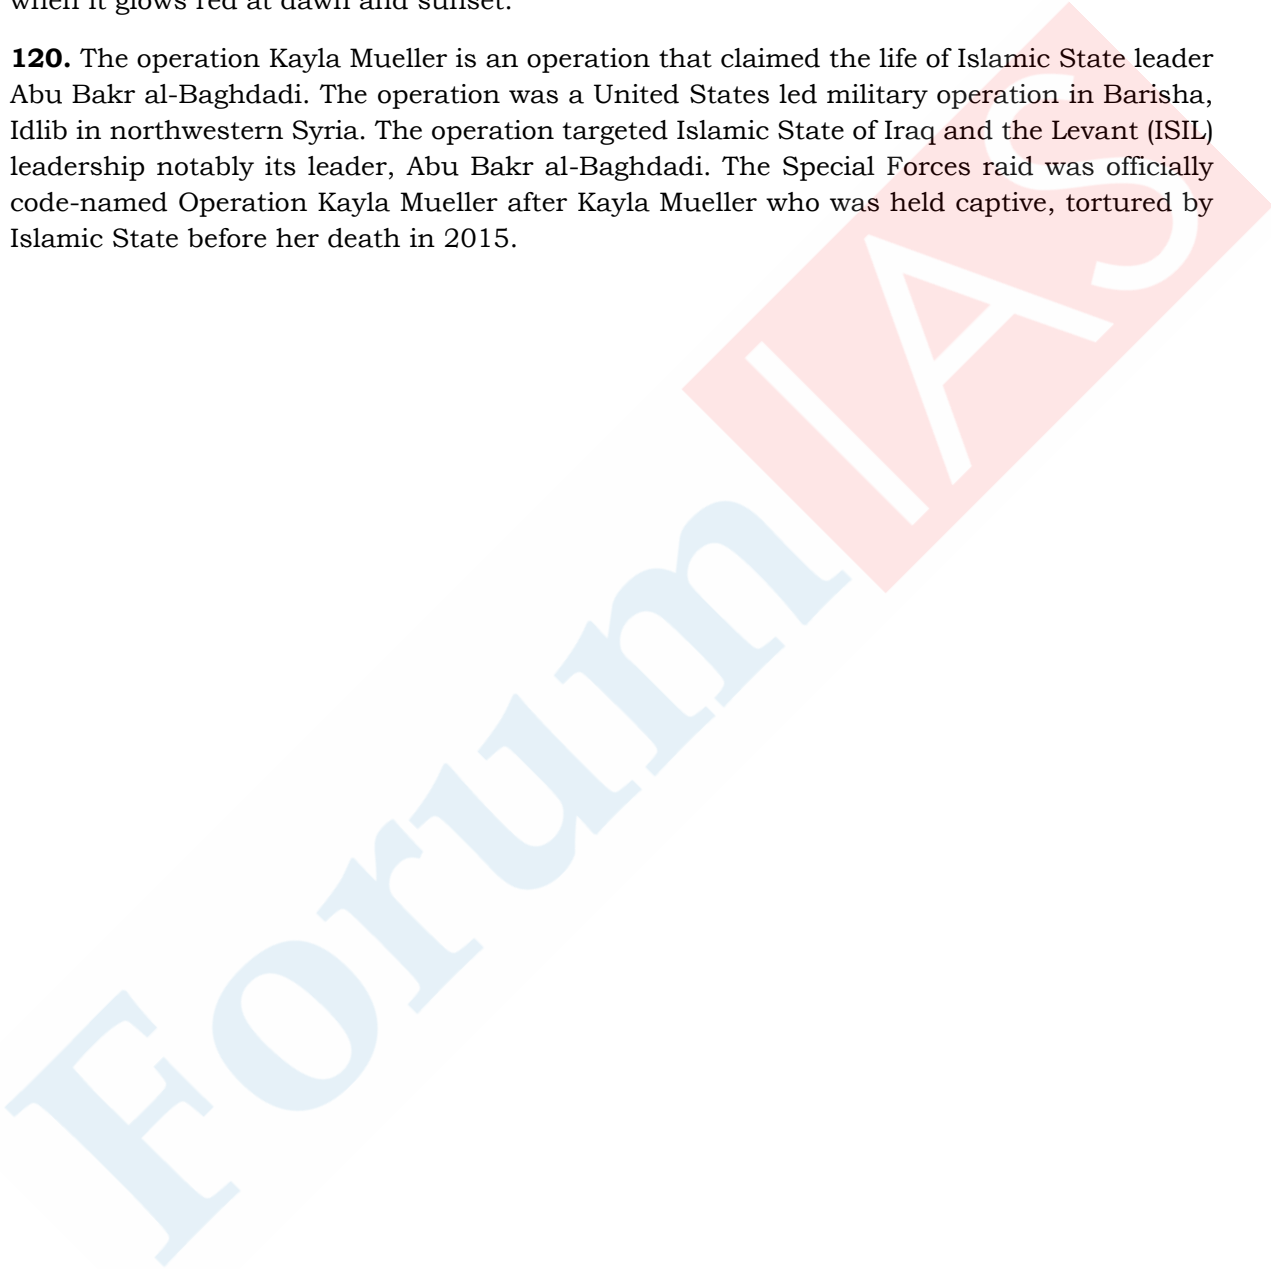 when it glows red at dawn and sunset.
120. The operation Kayla Mueller is an operation that claimed the life of Islamic State leader
Abu Bakr al-Baghdadi. The operation was a United States led military operation in Barisha,
Idlib in northwestern Syria. The operation targeted Islamic State of Iraq and the Levant (ISIL)
leadership notably its leader, Abu Bakr al-Baghdadi. The Special Forces raid was officially
code-named Operation Kayla Mueller after Kayla Mueller who was held captive, tortured by
Islamic State before her death in 2015.
ForumIAS